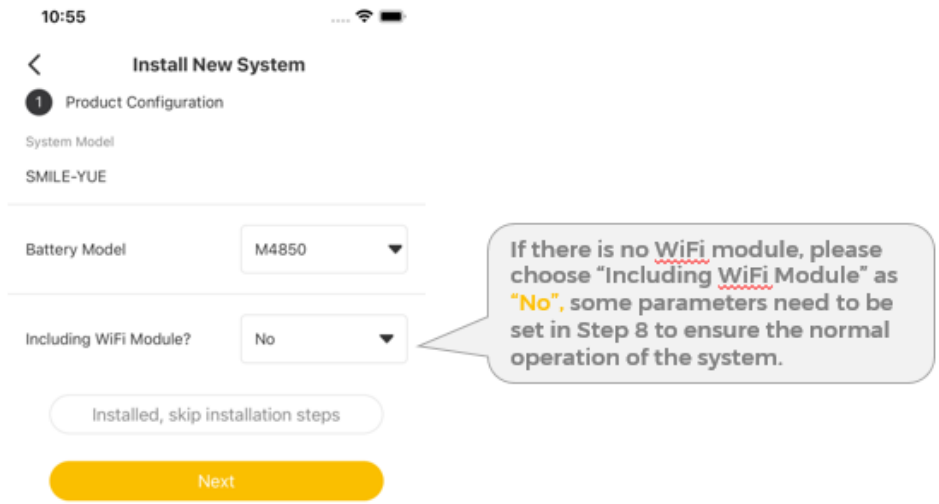 10:55
Install New System
1 Product Configuration
System Model
SMILE-YUE
Battery Model
M4850
Including WiFi Module?
No
Installed, skip installation steps
Next
If there is no WiFi module, please
choose “Including WiFi Module” as
“No”, some parameters need to be
set in Step 8 to ensure the normal
operation of the system.